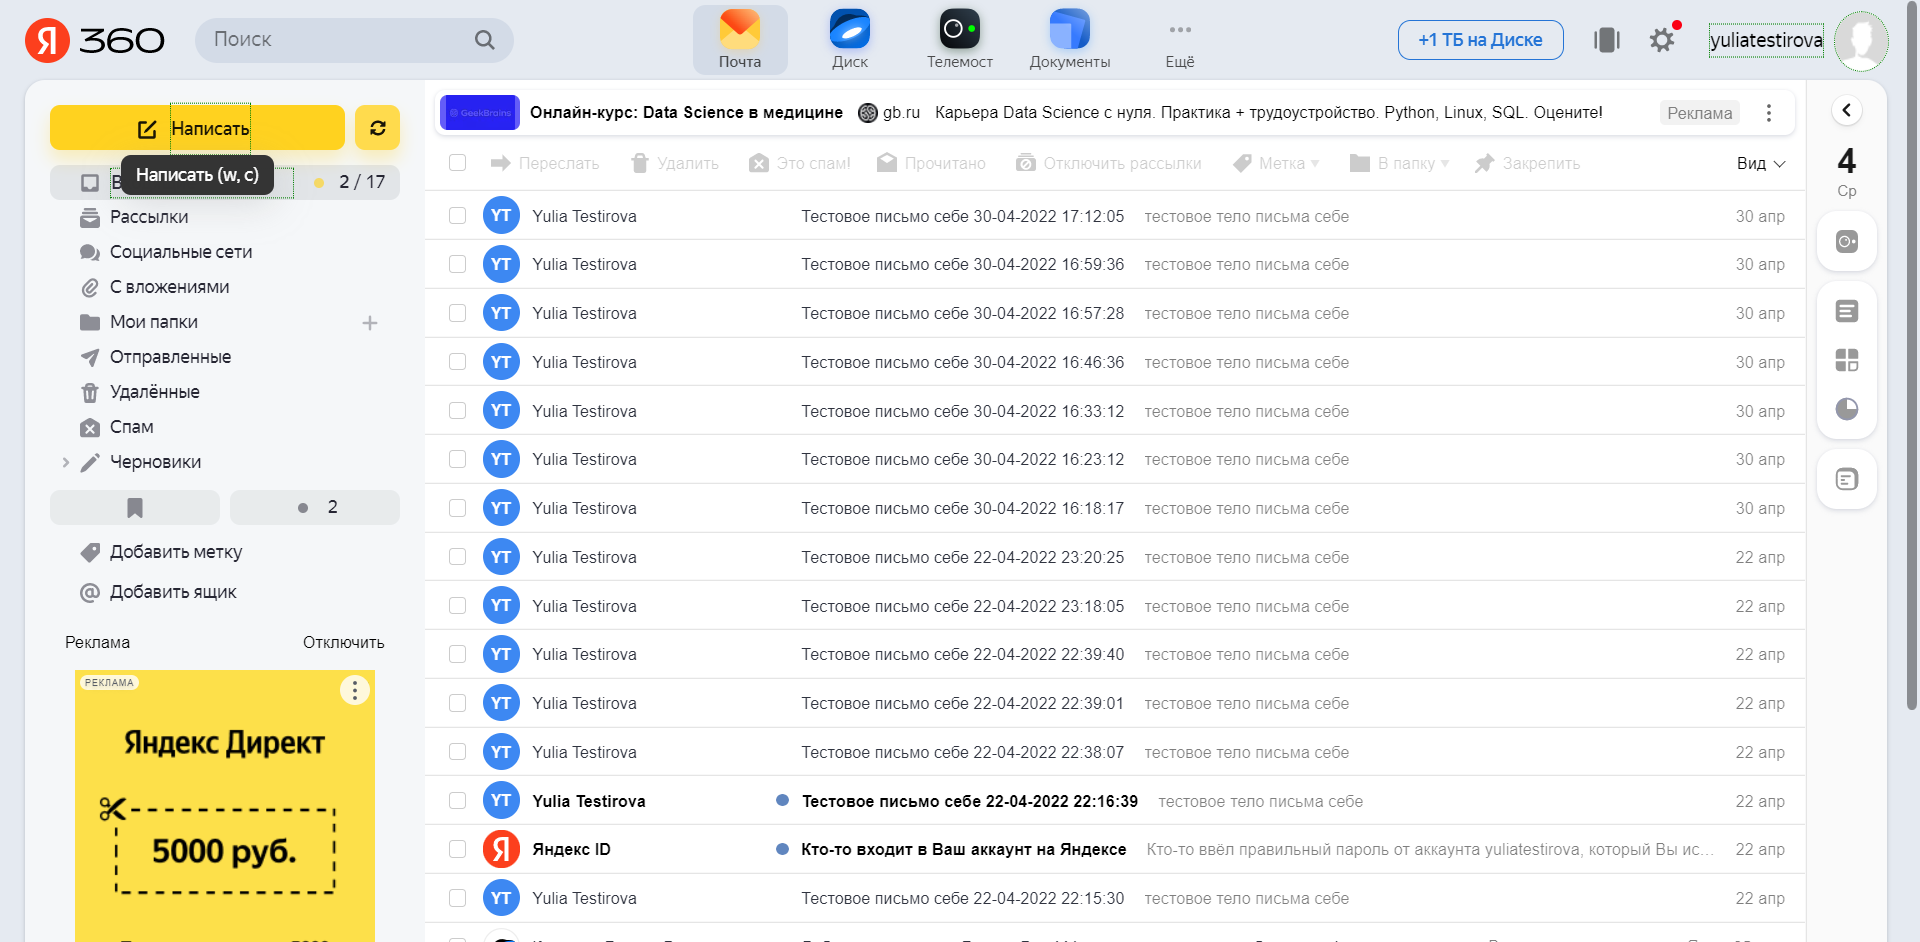 Я 360
Поиск
Почта
Диск
Телемост
Документы
Ещё
+1 ТБ на Диске
yuliatestirova
Написать
Написать (w, c)
2 / 17
Рассылки
Социальные сети
С вложениями
Мои папки
Отправленные
Удалённые
Спам
Черновики
2
Добавить метку
Добавить ящик
Реклама Отключить
РЕКЛАМА
Яндекс Директ
5000 руб.
GeekBrains Онлайн-курс: Data Science в медицине gb.ru Карьера Data Science с нуля. Практика + трудоустройство. Python, Linux, SQL. Оцените! Реклама
Переслать Удалить Это спам! Прочитано Отключить рассылки Метка В папку Закрепить Вид
YT Yulia Testirova Тестовое письмо себе 30-04-2022 17:12:05 тестовое тело письма себе 30 апр
YT Yulia Testirova Тестовое письмо себе 30-04-2022 16:59:36 тестовое тело письма себе 30 апр
YT Yulia Testirova Тестовое письмо себе 30-04-2022 16:57:28 тестовое тело письма себе 30 апр
YT Yulia Testirova Тестовое письмо себе 30-04-2022 16:46:36 тестовое тело письма себе 30 апр
YT Yulia Testirova Тестовое письмо себе 30-04-2022 16:33:12 тестовое тело письма себе 30 апр
YT Yulia Testirova Тестовое письмо себе 30-04-2022 16:23:12 тестовое тело письма себе 30 апр
YT Yulia Testirova Тестовое письмо себе 30-04-2022 16:18:17 тестовое тело письма себе 30 апр
YT Yulia Testirova Тестовое письмо себе 22-04-2022 23:20:25 тестовое тело письма себе 22 апр
YT Yulia Testirova Тестовое письмо себе 22-04-2022 23:18:05 тестовое тело письма себе 22 апр
YT Yulia Testirova Тестовое письмо себе 22-04-2022 22:39:40 тестовое тело письма себе 22 апр
YT Yulia Testirova Тестовое письмо себе 22-04-2022 22:39:01 тестовое тело письма себе 22 апр
YT Yulia Testirova Тестовое письмо себе 22-04-2022 22:38:07 тестовое тело письма себе 22 апр
YT Yulia Testirova Тестовое письмо себе 22-04-2022 22:16:39 тестовое тело письма себе 22 апр
Я Яндекс ID Кто-то входит в Ваш аккаунт на Яндексе Кто-то ввёл правильный пароль от аккаунта yuliatestirova, который Вы ис... 22 апр
YT Yulia Testirova Тестовое письмо себе 22-04-2022 22:15:30 тестовое тело письма себе 22 апр
4
Ср